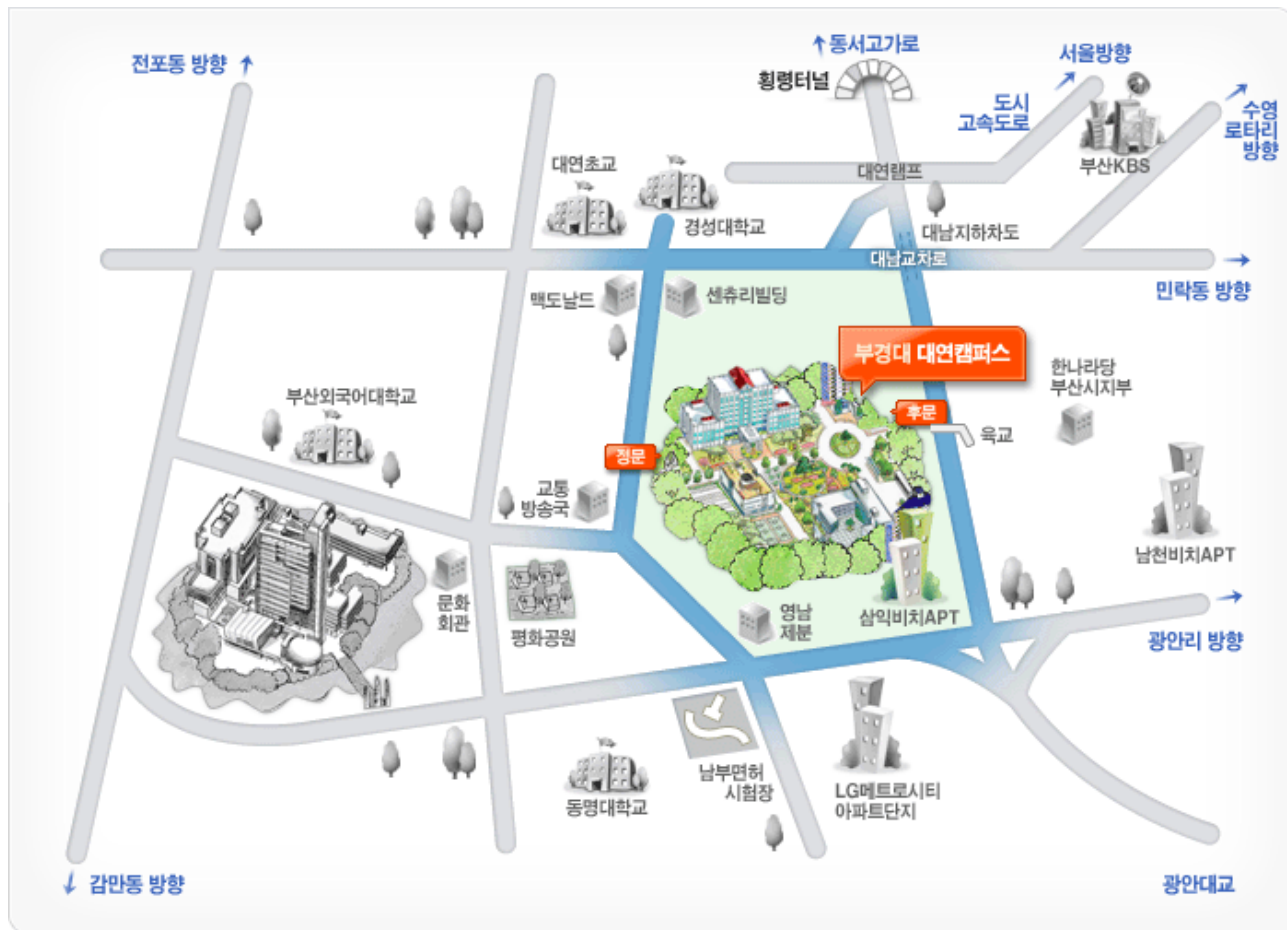 동서고가로
서울방향
전포동 방향
횡령터널
도시
고속도로
수영
로타리
방향
대연초교
대연램프
부산KBS
경성대학교
대남지하차도
대남교차로
맥도날드
센츄리빌딩
민락동 방향
부경대 대연캠퍼스
한나라당
부산시지부
부산외국어대학교
후문
육교
정문
교통
방송국
남천비치APT
문화
회관
평화공원
영남
제분
삼익비치APT
광안리 방향
남부면허
시험장
동명대학교
LG메트로시티
아파트단지
감만동 방향
광안대교